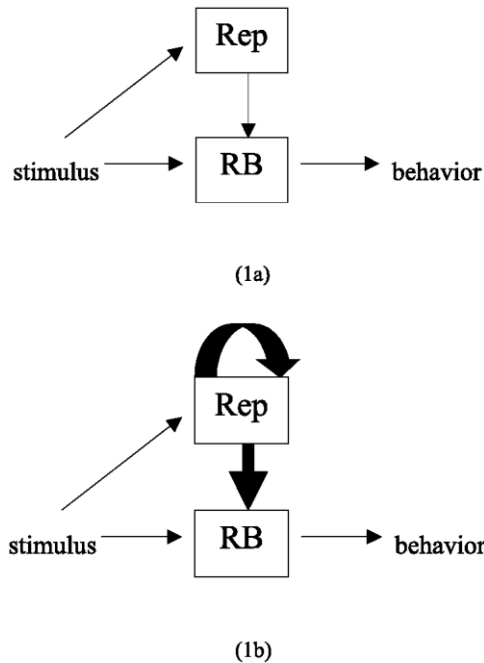 Rep
stimulus
RB
behavior
(1a)
Rep
stimulus
RB
behavior
(1b)